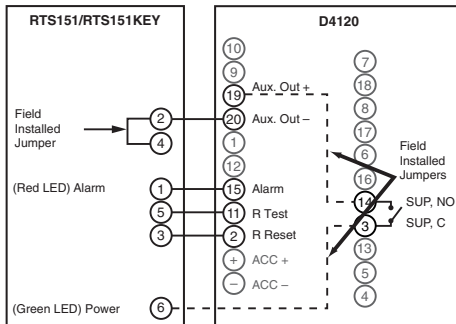 RTS151/RTS151KEY
D4120
10
9
19 Aux. Out +
20 Aux. Out –
1
12
15 Alarm
11 R Test
2 R Reset
+ ACC +
– ACC –
7
18
8
17
6
16
14 SUP, NO
3 SUP, C
13
5
4
Field
Installed
Jumper
2
4
(Red LED) Alarm 1
5
3
(Green LED) Power 6
Field
Installed
Jumpers